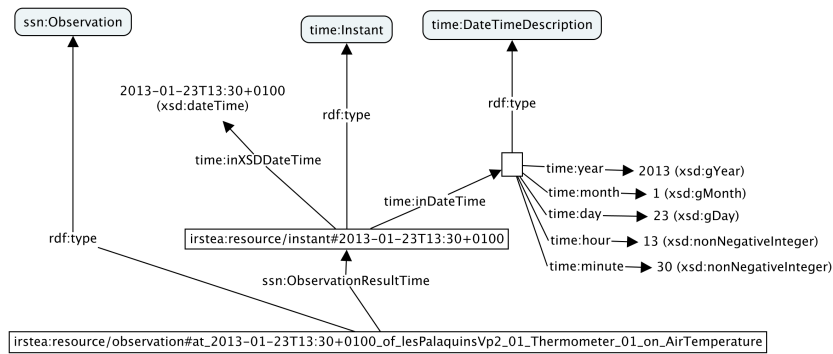 ssn:Observation
time:Instant
time:DateTimeDescription
2013-01-23T13:30+0100
(xsd:dateTime)
rdf:type
rdf:type
time:inXSDDateTime
time:year
2013 (xsd:gYear)
time:month
1 (xsd:gMonth)
time:inDateTime
time:day
23 (xsd:gDay)
rdf:type
irstea:resource/instant#2013-01-23T13:30+0100
time:hour
13 (xsd:nonNegativeInteger)
time:minute
30 (xsd:nonNegativeInteger)
ssn:ObservationResultTime
irstea:resource/observation#at_2013-01-23T13:30+0100_of_lesPalaquinsVp2_01_Thermometer_01_on_AirTemperature